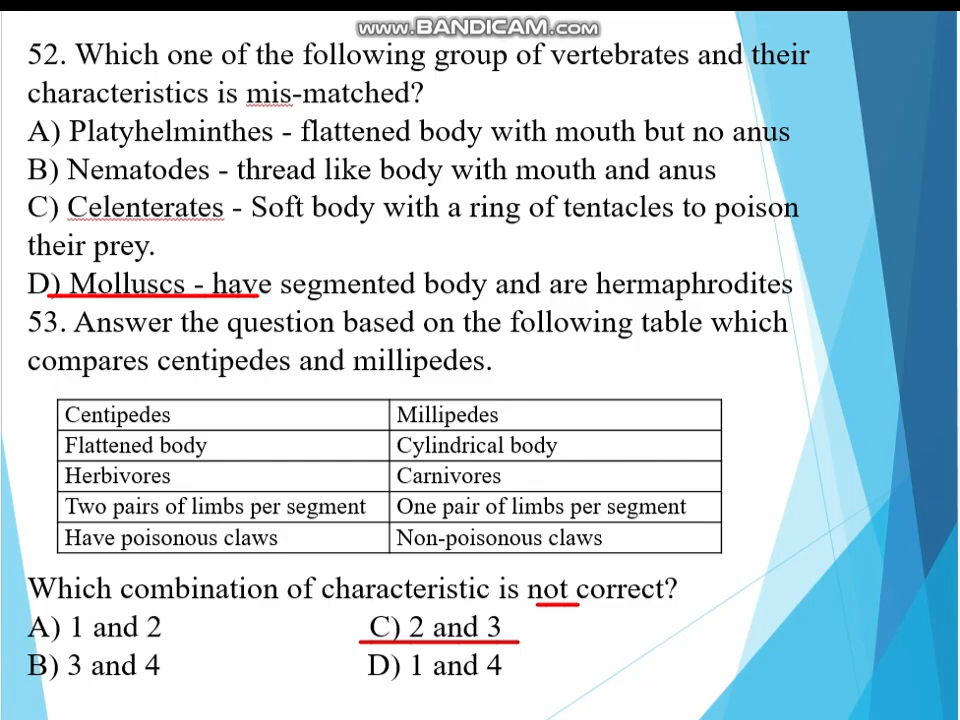 www.BANDICAM.com
52. Which one of the following group of vertebrates and their
characteristics is mis-matched?
A) Platyhelminthes - flattened body with mouth but no anus
B) Nematodes - thread like body with mouth and anus
C) Celenterates - Soft body with a ring of tentacles to poison
their prey.
D) Molluscs - have segmented body and are hermaphrodites
53. Answer the question based on the following table which
compares centipedes and millipedes.
Centipedes Millipedes
Flattened body Cylindrical body
Herbivores Carnivores
Two pairs of limbs per segment One pair of limbs per segment
Have poisonous claws Non-poisonous claws
Which combination of characteristic is not correct?
A) 1 and 2 C) 2 and 3
B) 3 and 4 D) 1 and 4